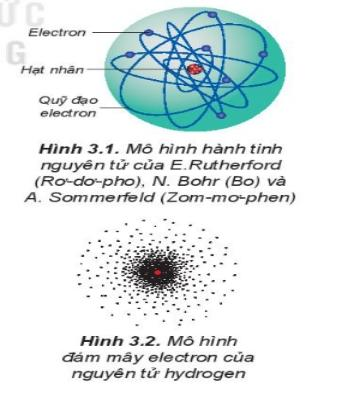 ỨC
G
Electron
Hạt nhân
Quỹ đạo
electron
Hình 3.1. Mô hình hành tinh
nguyên tử của E.Rutherford
(Rơ-dơ-pho), N. Bohr (Bo) và
A. Sommerfeld (Zom-mơ-phen)
Hình 3.2. Mô hình
đám mây electron của
nguyên tử hydrogen